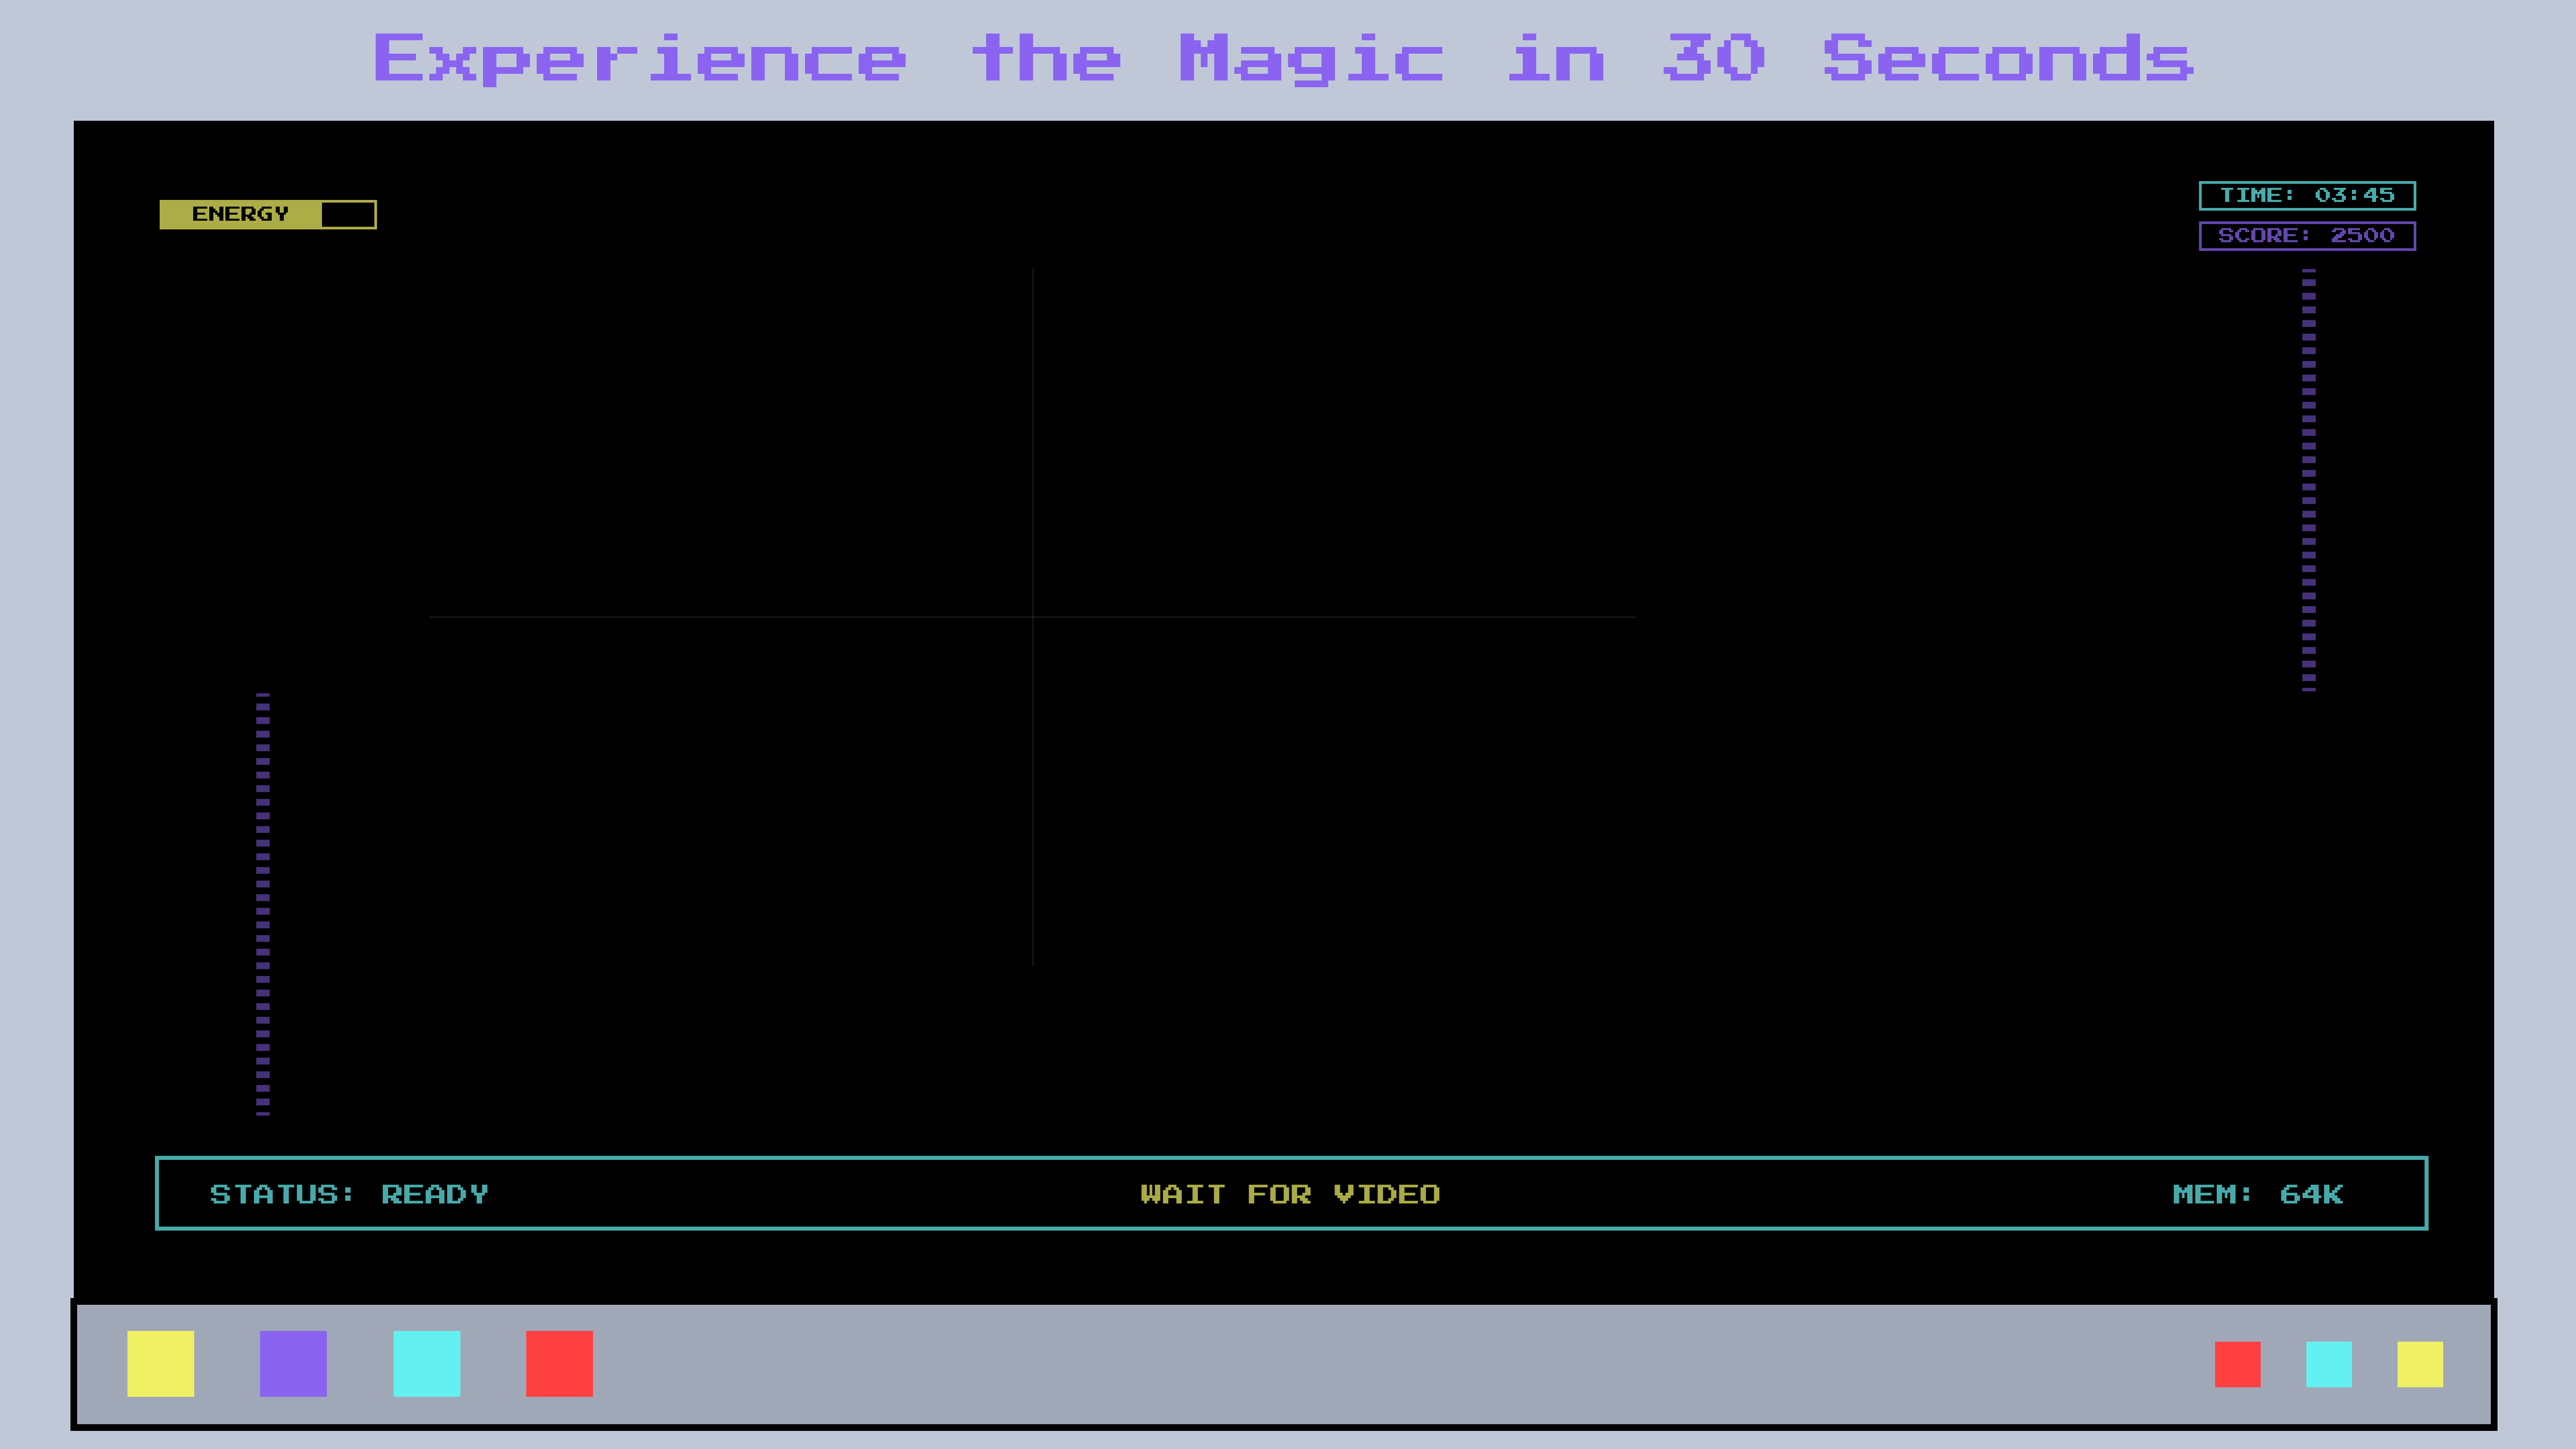 Experience the Magic in 30 Seconds
ENERGY
TIME: 03:45
SCORE: 2500
STATUS: READY
WAIT FOR VIDEO
MEM: 64K